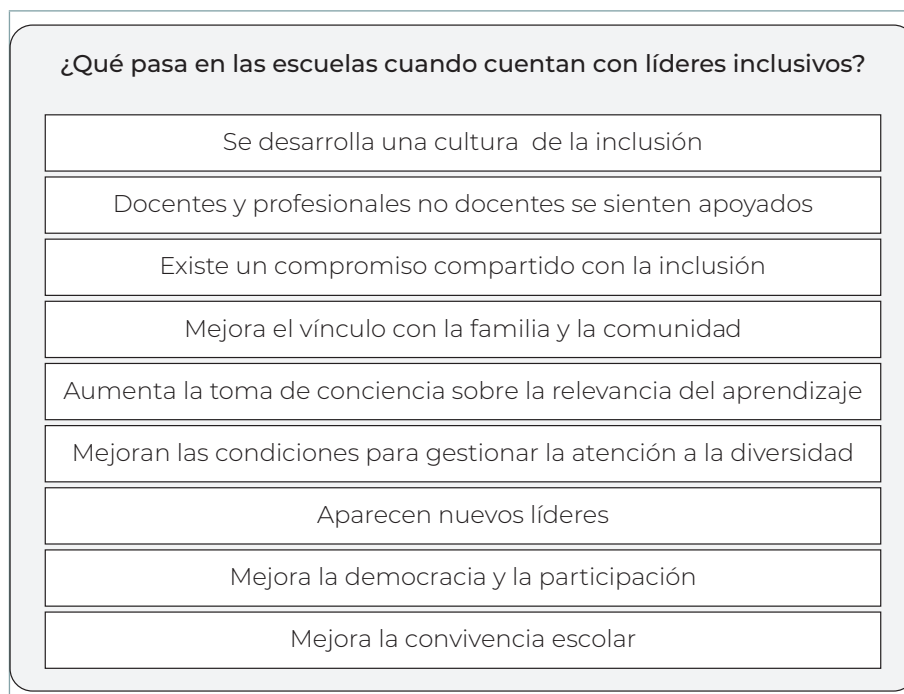 ¿Qué pasa en las escuelas cuando cuentan con líderes inclusivos?
Se desarrolla una cultura de la inclusión
Docentes y profesionales no docentes se sienten apoyados
Existe un compromiso compartido con la inclusión
Mejora el vínculo con la familia y la comunidad
Aumenta la toma de conciencia sobre la relevancia del aprendizaje
Mejoran las condiciones para gestionar la atención a la diversidad
Aparecen nuevos líderes
Mejora la democracia y la participación
Mejora la convivencia escolar